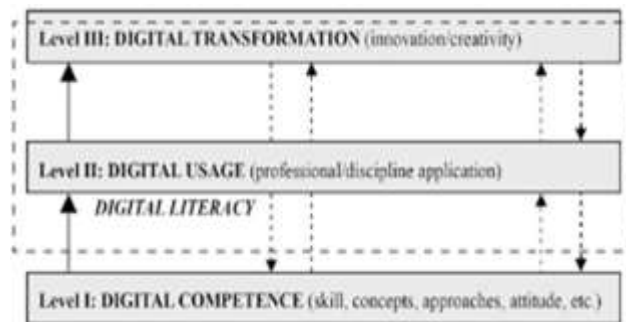 Level III: DIGITAL TRANSFORMATION (innovation/creativity)
Level II: DIGITAL USAGE (professional/discipline application)
DIGITAL LITERACY
Level I: DIGITAL COMPETENCE (skill, concepts, approaches, attitude, etc.)